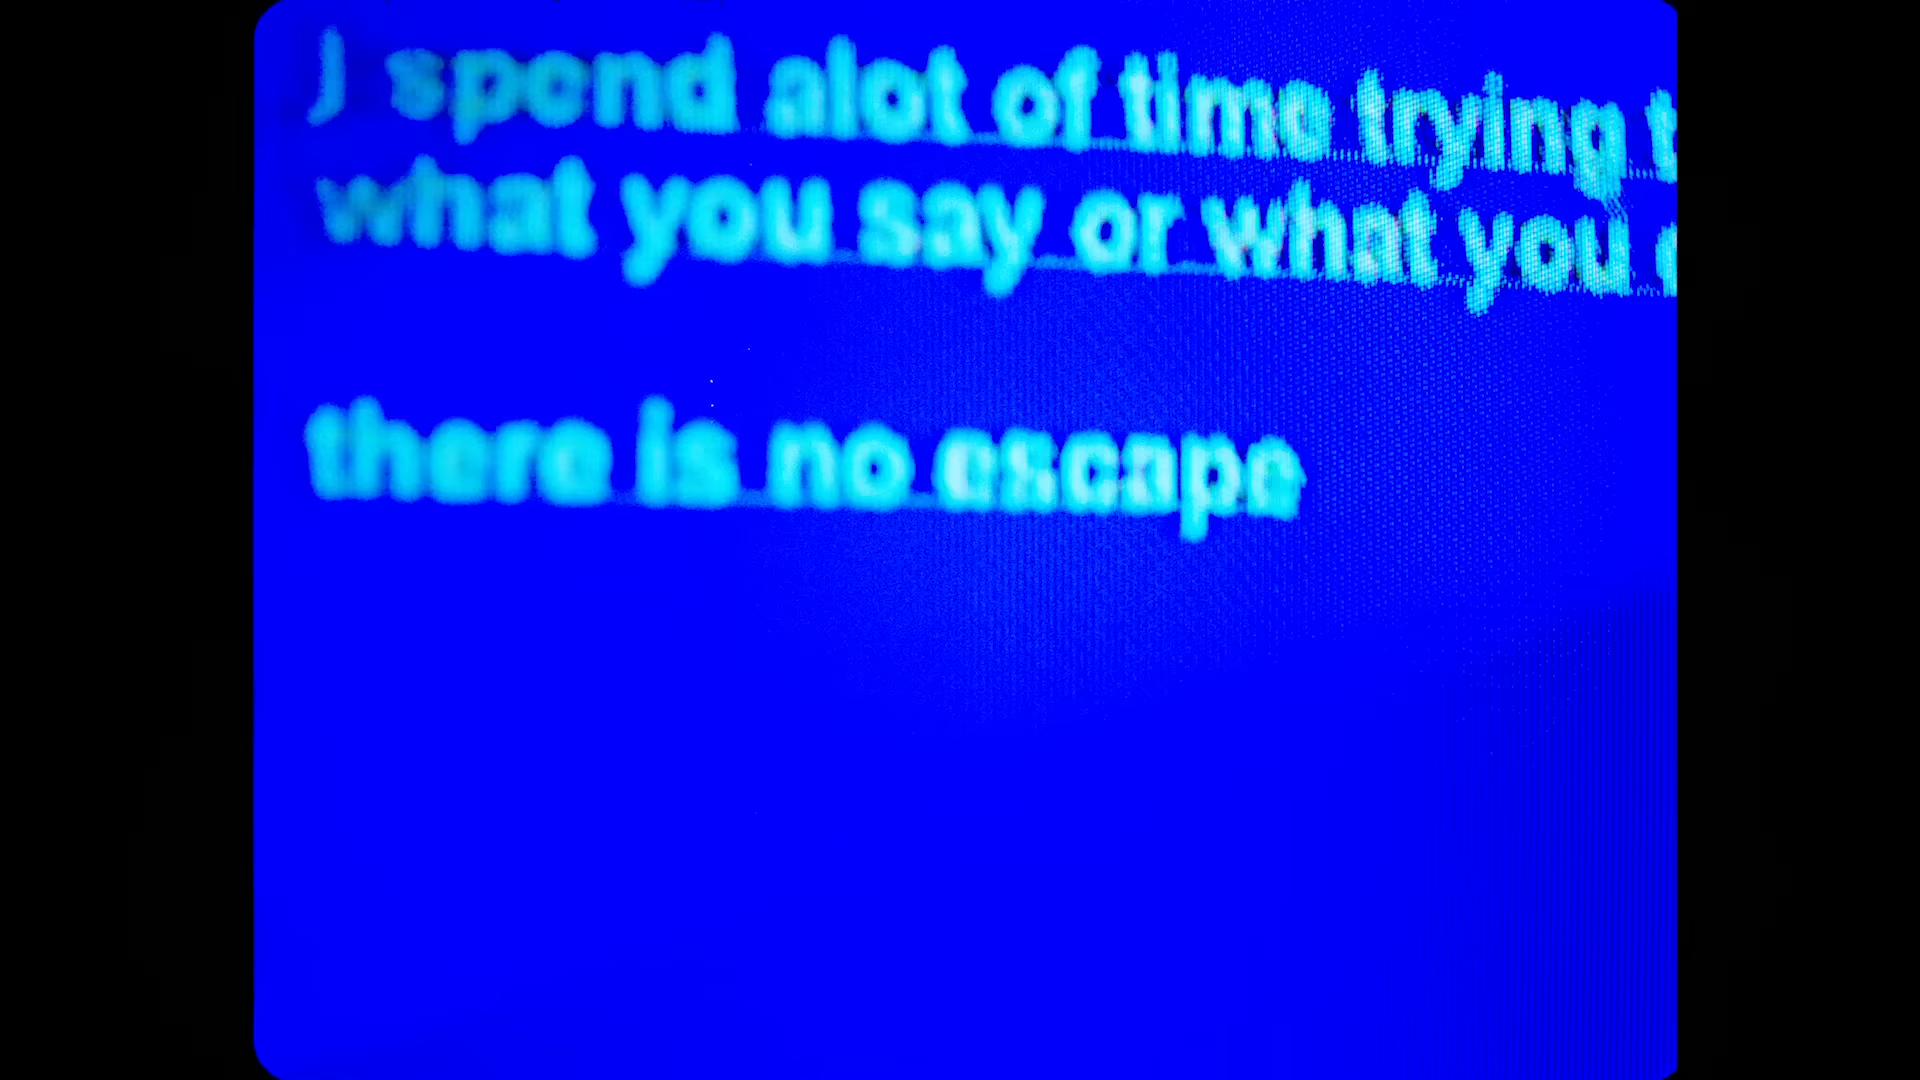 I spend alot of time trying
what you say or what you
there is no escape